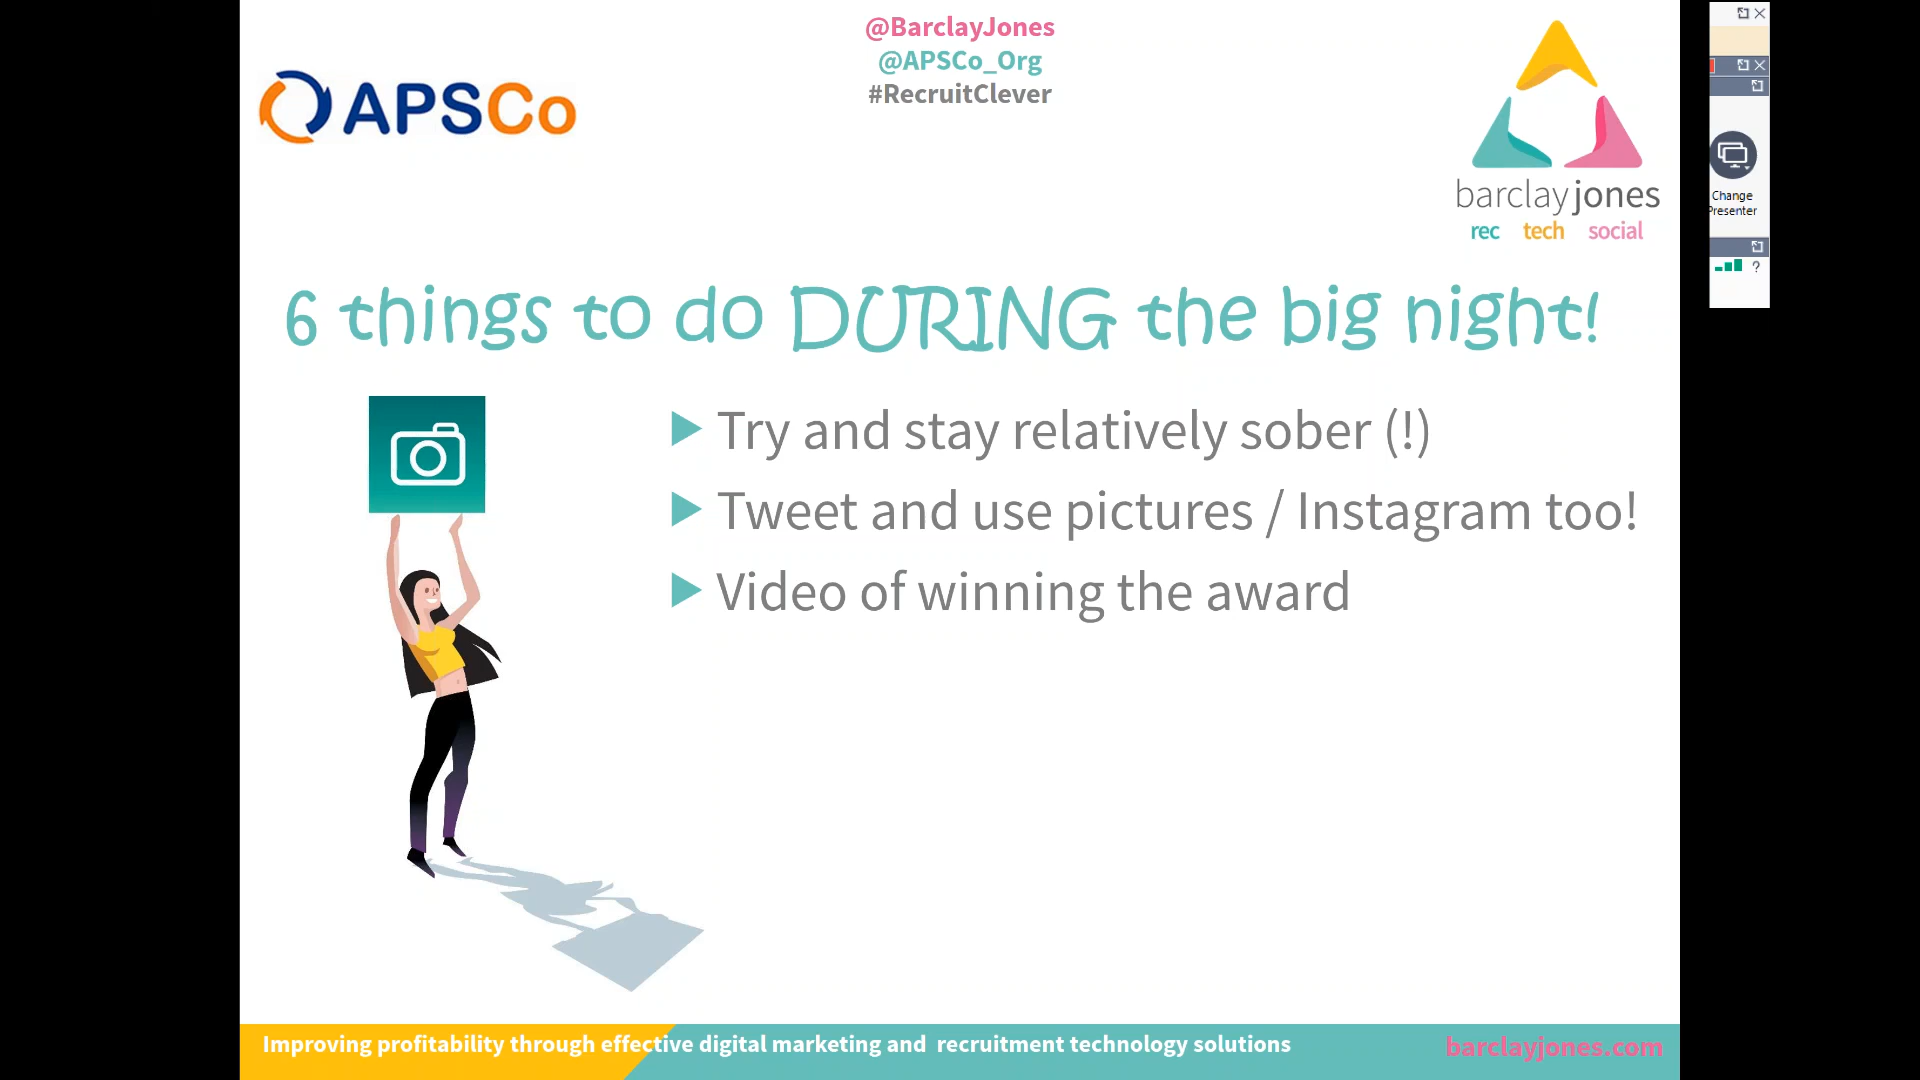 @BarclayJones
@APSCo_Org
#RecruitClever
APSCo
barclayjones
rec tech social
Change
Presenter
?
6 things to do DURING the big night!
Try and stay relatively sober (!)
Tweet and use pictures / Instagram too!
Video of winning the award
Improving profitability through effective digital marketing and recruitment technology solutions
barclayjones.com